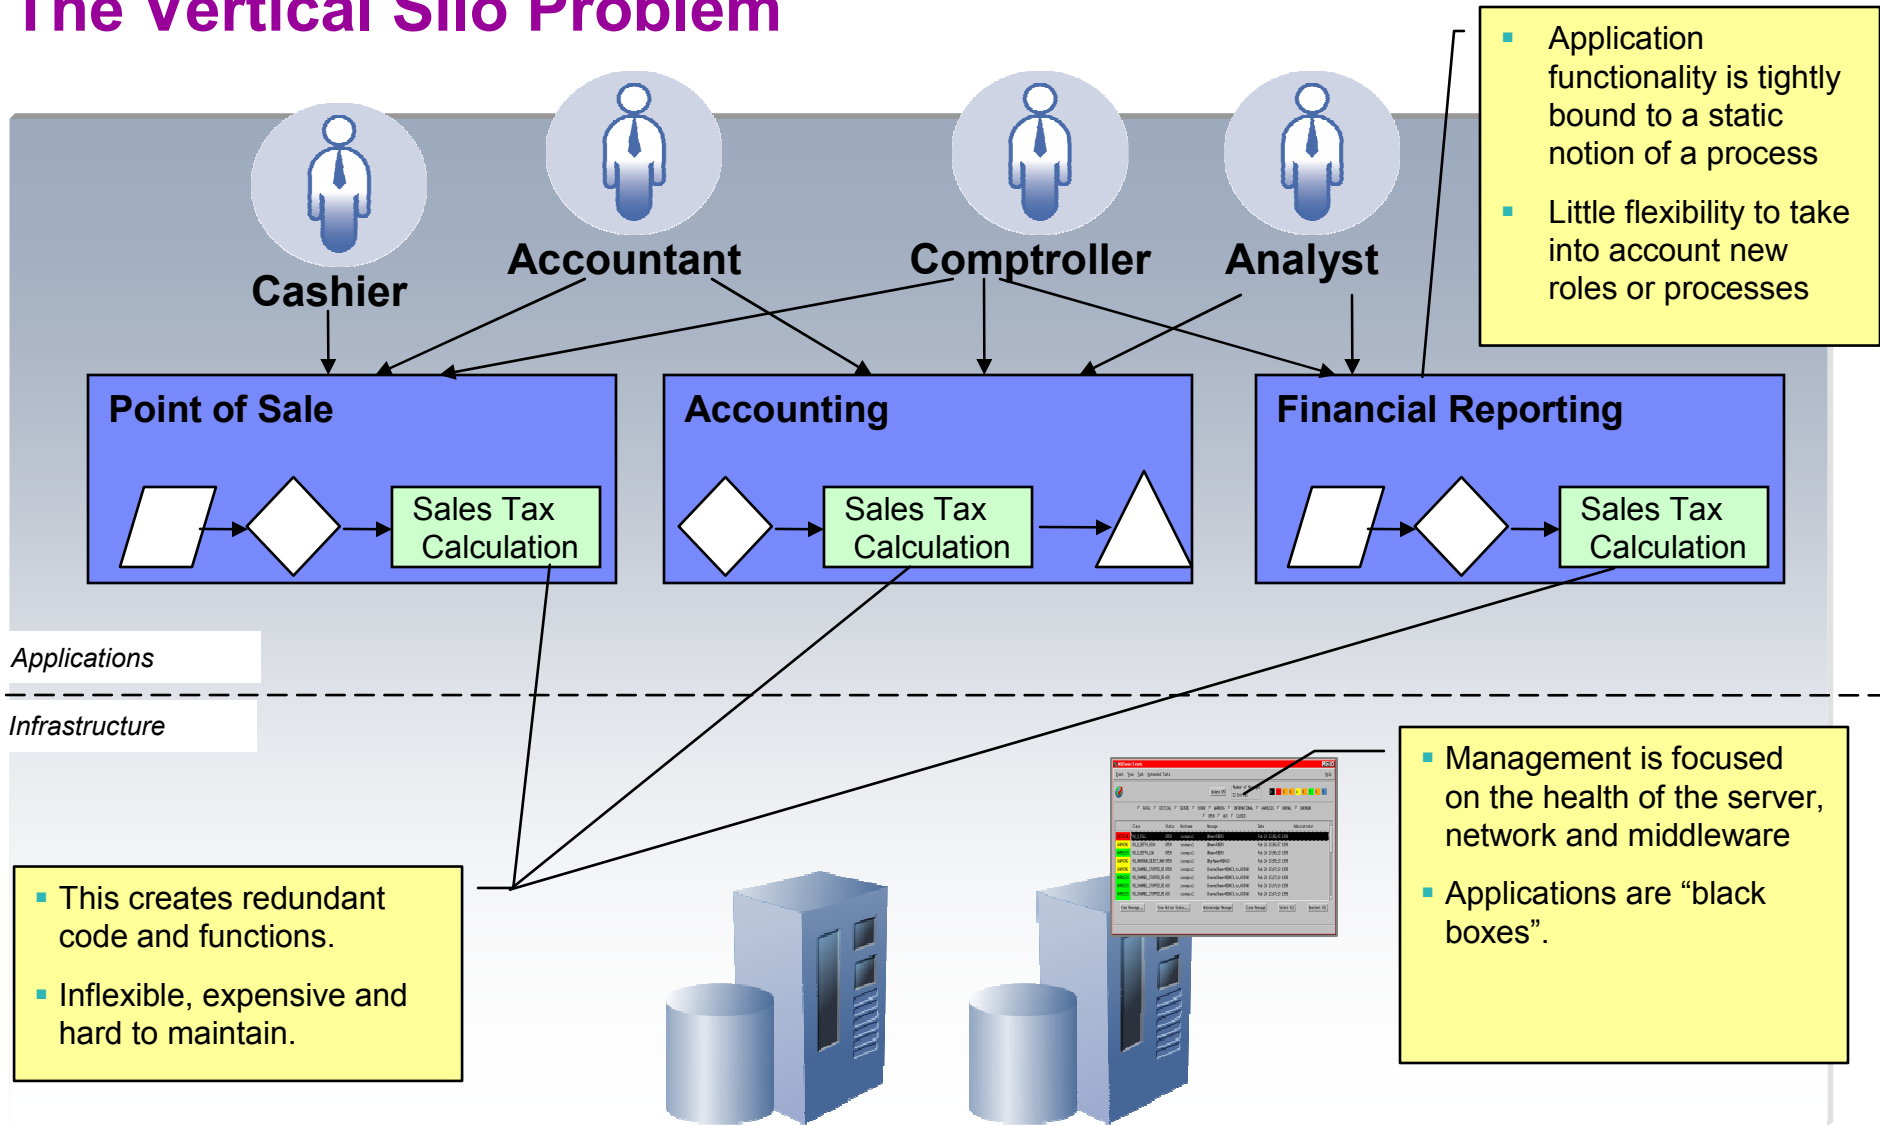 The Vertical Silo Problem
Application
functionality is tightly
bound to a static
notion of a process
Little flexibility to take
into account new
roles or processes
Cashier
Accountant
Comptroller
Analyst
Point of Sale
Sales Tax
Calculation
Accounting
Sales Tax
Calculation
Financial Reporting
Sales Tax
Calculation
Applications
Infrastructure
This creates redundant
code and functions.
Inflexible, expensive and
hard to maintain.
Management is focused
on the health of the server,
network and middleware
Applications are “black
boxes”.